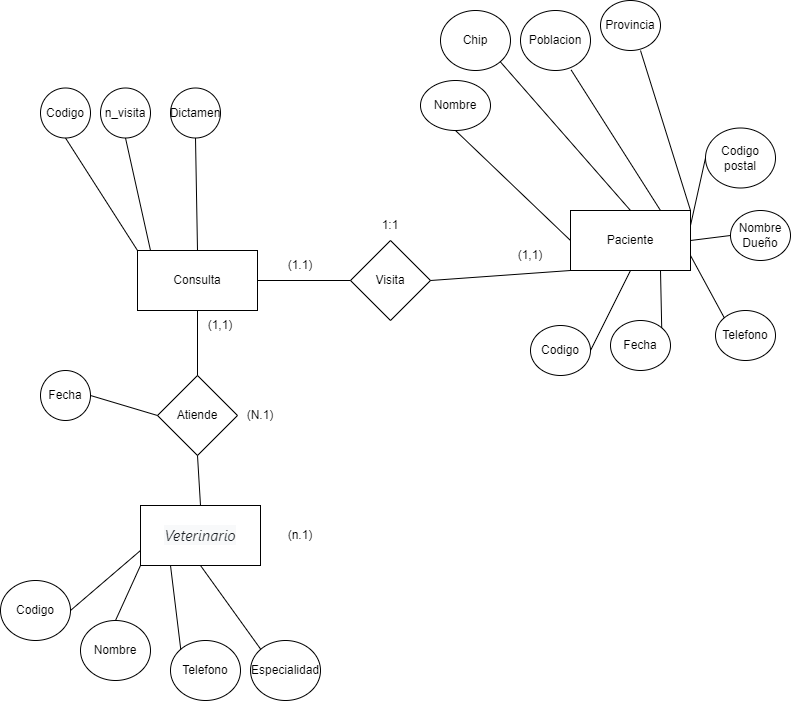 Provincia
Chip
Poblacion
Nombre
Codigo
n_visita
Dictamen
Codigo
postal
1:1
Nombre
Dueño
Paciente
(1,1)
(1.1)
Consulta
Visita
(1,1)
Telefono
Fecha
Codigo
Fecha
Atiende
(N.1)
Veterinario
(n.1)
Codigo
Nombre
Telefono
Especialidad